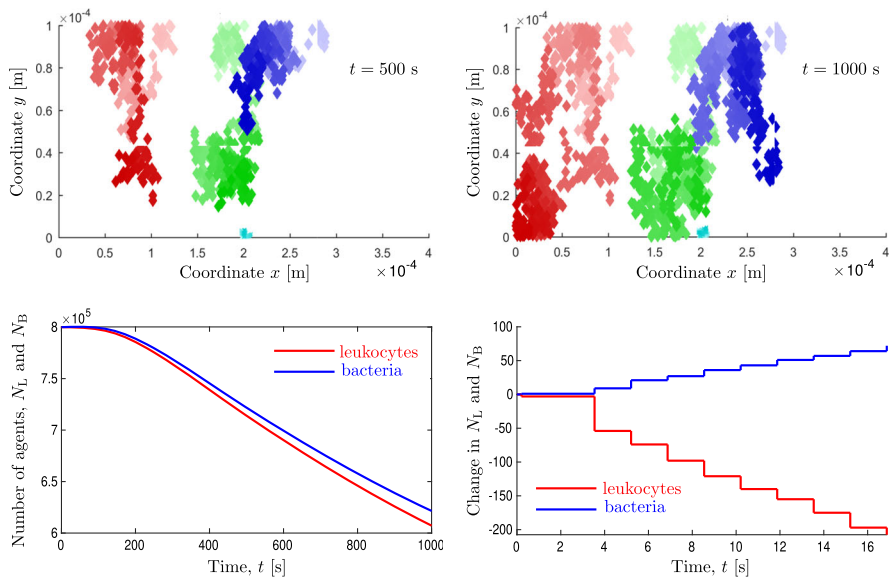 × 10⁻⁴
1
0.8
0.6
0.4
0.2
0
Coordinate y [m]
t = 500 s
0 0.5 1 1.5 2 2.5 3 3.5 4
Coordinate x [m]
× 10⁻⁴
× 10⁻⁴
1
0.8
0.6
0.4
0.2
0
Coordinate y [m]
t = 1000 s
0 0.5 1 1.5 2 2.5 3 3.5 4
Coordinate x [m]
× 10⁻⁴
×10⁵
8
7.5
7
6.5
6
Number of agents, N_L and N_B
leukocytes
bacteria
0 200 400 600 800 1000
Time, t [s]
100
50
0
-50
-100
-150
-200
Change in N_L and N_B
leukocytes
bacteria
0 2 4 6 8 10 12 14 16
Time, t [s]